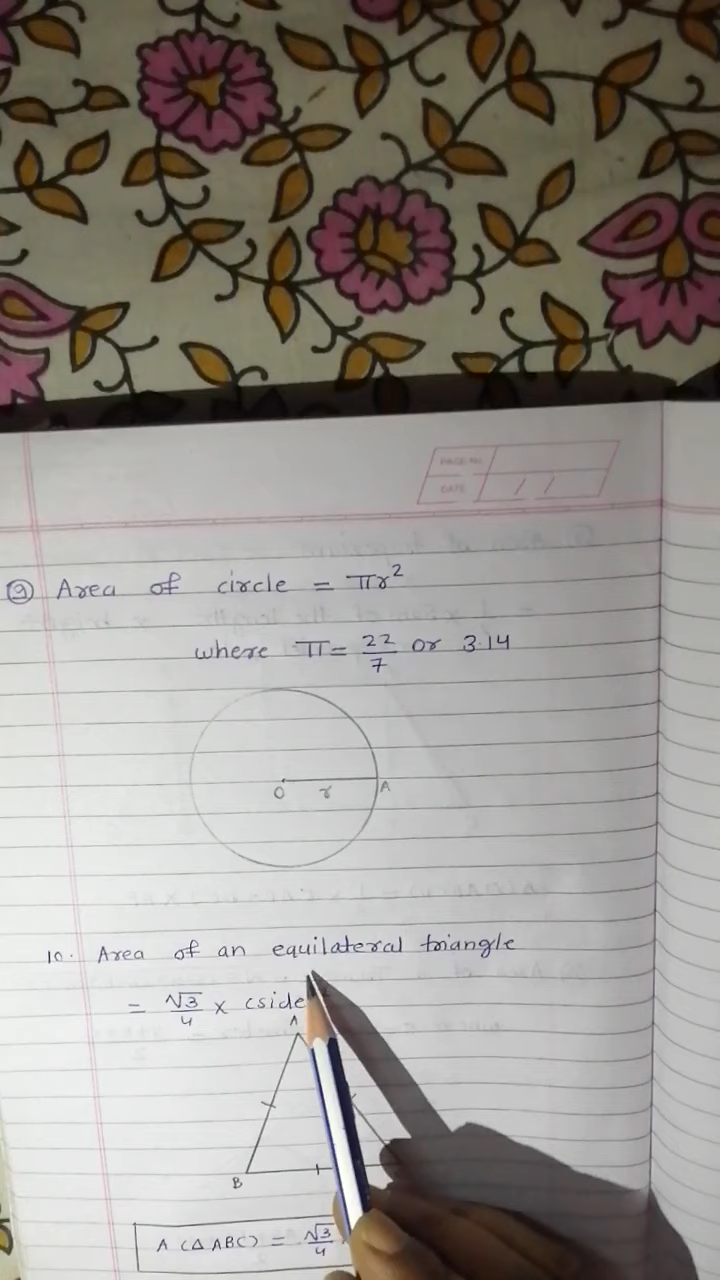 PAGE No.
DATE / /
9 Area of circle = πr²
where π = 22/7 or 3.14
O r A
10. Area of an equilateral triangle
= √3/4 × (side
A
B
A (△ ABC) = √3/4